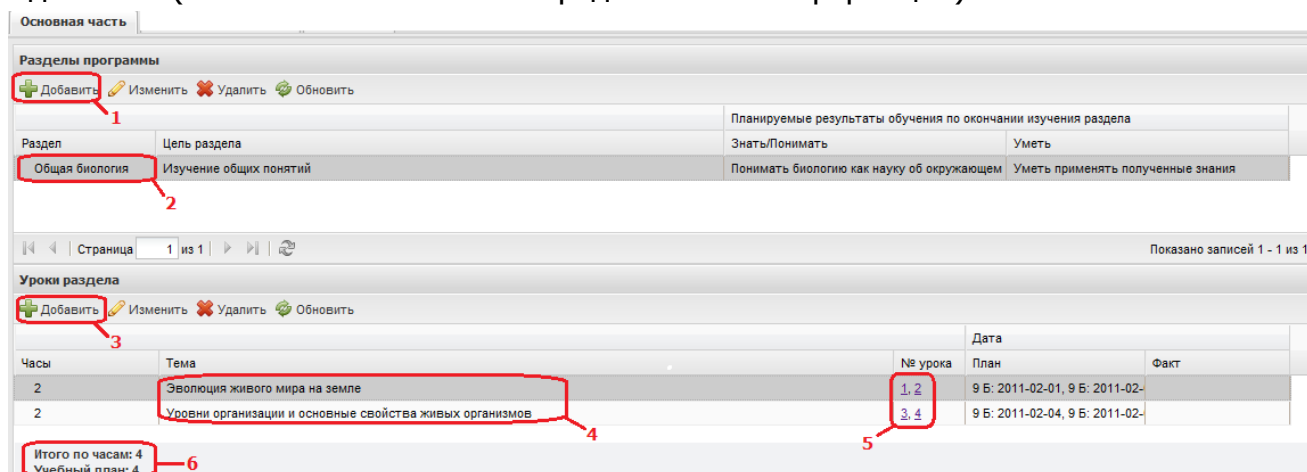 Основная часть
Разделы программы
Добавить Изменить Удалить Обновить
1
Планируемые результаты обучения по окончании изучения раздела
Раздел Цель раздела Знать/Понимать Уметь
Общая биология Изучение общих понятий Понимать биологию как науку об окружающем Уметь применять полученные знания
2
Страница 1 из 1 Показано записей 1 - 1 из 1
Уроки раздела
Добавить Изменить Удалить Обновить
3
Дата
Часы Тема № урока План Факт
2 Эволюция живого мира на земле 1, 2 9 Б: 2011-02-01, 9 Б: 2011-02-
2 Уровни организации и основные свойства живых организмов 3, 4 9 Б: 2011-02-04, 9 Б: 2011-02-
4
5
Итого по часам: 4
6
Учебный план: 4